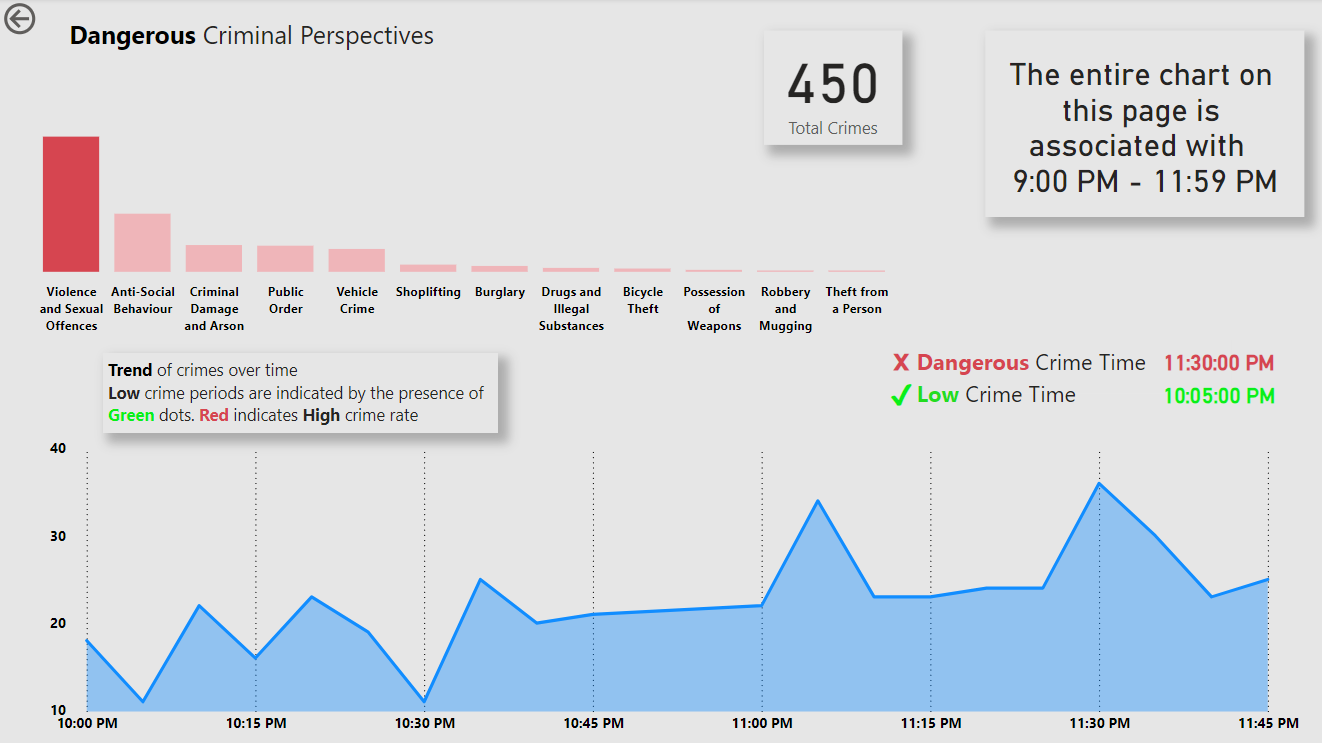 Dangerous Criminal Perspectives
450
Total Crimes
The entire chart on
this page is
associated with
9:00 PM - 11:59 PM
Violence
and Sexual
Offences
Anti-Social
Behaviour
Criminal
Damage
and Arson
Public
Order
Vehicle
Crime
Shoplifting
Burglary
Drugs and
Illegal
Substances
Bicycle
Theft
Possession
of
Weapons
Robbery
and
Mugging
Theft from
a Person
Trend of crimes over time
Low crime periods are indicated by the presence of
Green dots. Red indicates High crime rate
X Dangerous Crime Time 11:30:00 PM
✓ Low Crime Time 10:05:00 PM
40
30
20
10
10:00 PM 10:15 PM 10:30 PM 10:45 PM 11:00 PM 11:15 PM 11:30 PM 11:45 PM